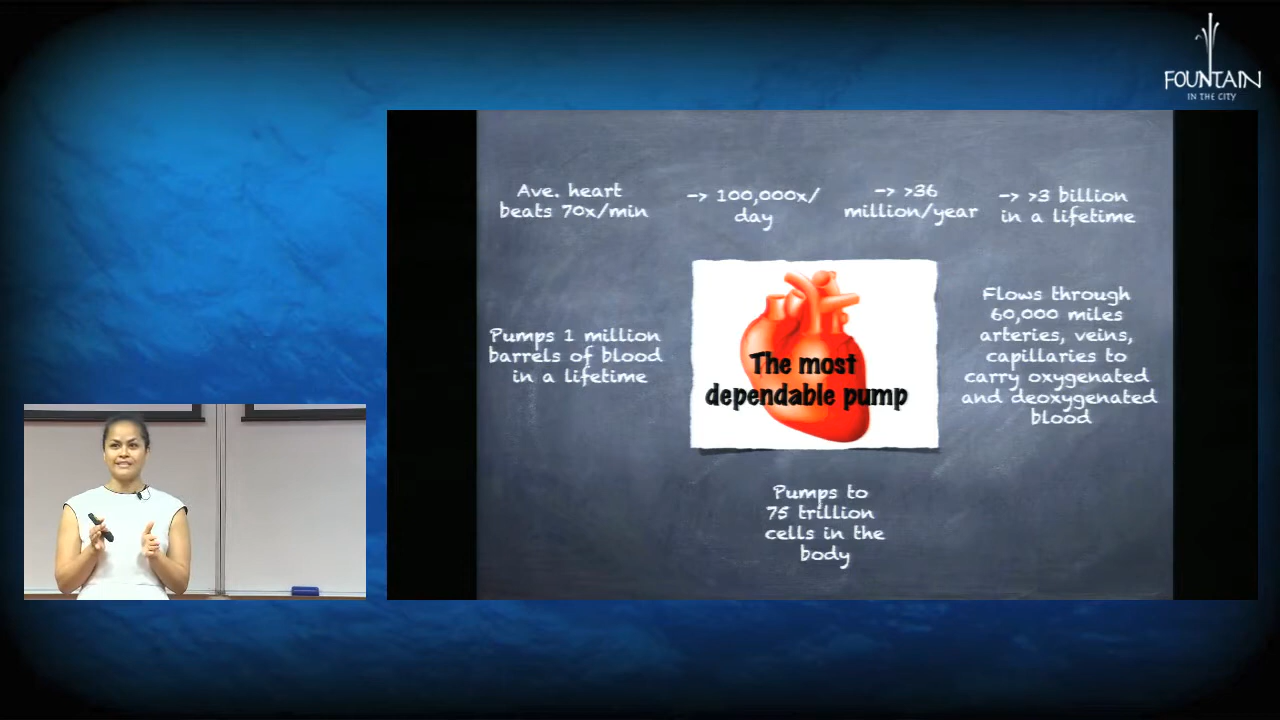 FOUNTAIN
IN THE CITY
Ave. heart
beats 70x/min
-> 100,000x/
day
-> >36
million/year
-> >3 billion
in a lifetime
Pumps 1 million
barrels of blood
in a lifetime
The most
dependable pump
Flows through
60,000 miles
arteries, veins,
capillaries to
carry oxygenated
and deoxygenated
blood
Pumps to
75 trillion
cells in the
body